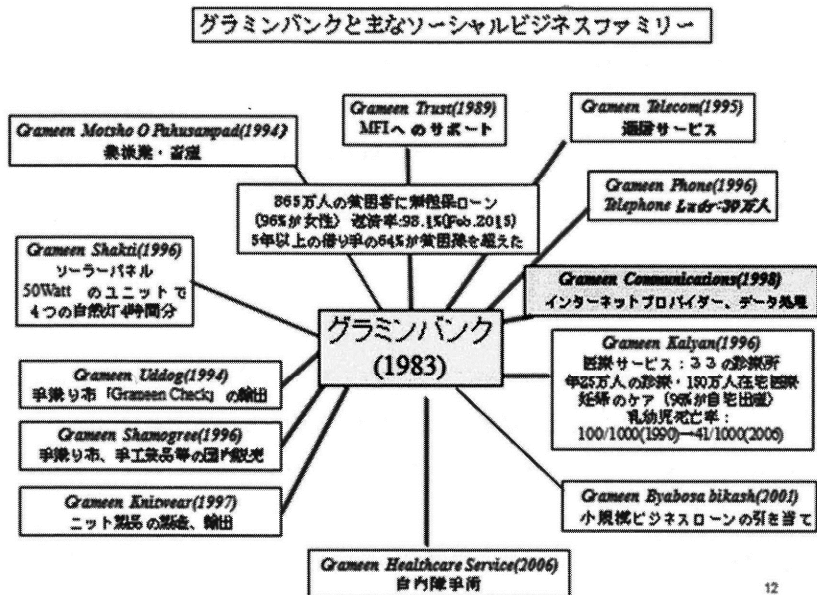 グラミンバンクと主なソーシャルビジネスファミリー
Grameen Trust(1989)
MFIへのサポート
Grameen Telecom(1995)
通信サービス
Grameen Motsho O Pahusanpad(1994)
・畜産
865万人の貧困者に無担保ローン
(96%が女性) 返済率:98.1%(Feb.2015)
5年以上の借り手の64%が貧困線を超えた
Grameen Phone(1996)
Telephone 30万人
Grameen Shakti(1996)
ソーラーパネル
50Watt のユニットで
4つの自然灯4時間分
Grameen Communications(1998)
インターネットプロバイダー、データ処理
グラミンバンク
(1983)
Grameen Kalyan(1996)
医療サービス:33の診療所
年25万人の診療・150万人在宅医療
妊婦のケア (96%が自宅出産)
乳幼児死亡率:
100/1000(1990)→41/1000(2006)
Grameen Uddog(1994)
手織り布「Grameen Check」の輸出
Grameen Shamogree(1996)
手織り布、手工芸品等の国内販売
Grameen Knitwear(1997)
ニット製品の製造、輸出
Grameen Byabosa bikash(2001)
小規模ビジネスローンの引き当て
Grameen Healthcare Service(2006)
白内障手術
12